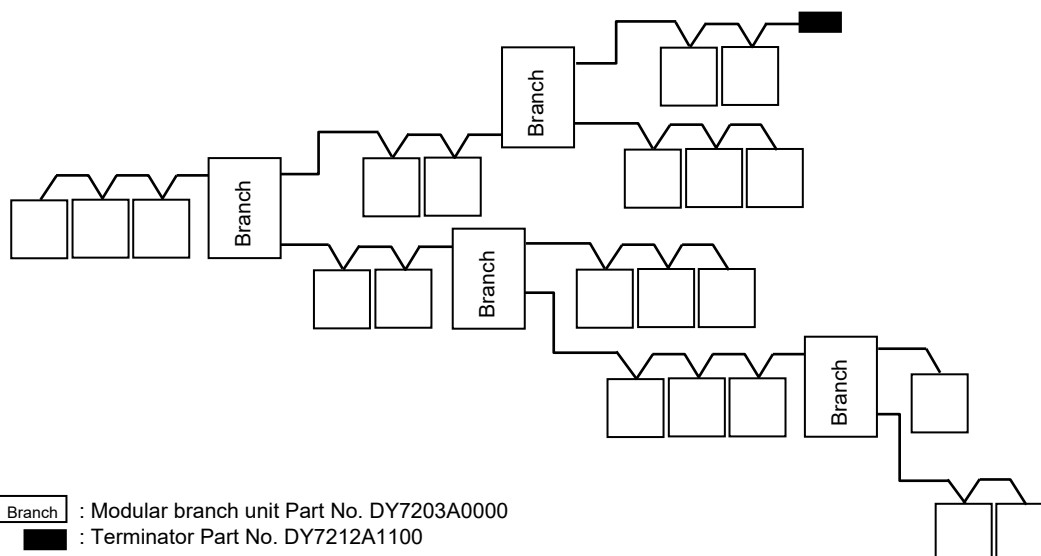 Branch
Branch
Branch
Branch
Branch : Modular branch unit Part No. DY7203A0000
: Terminator Part No. DY7212A1100